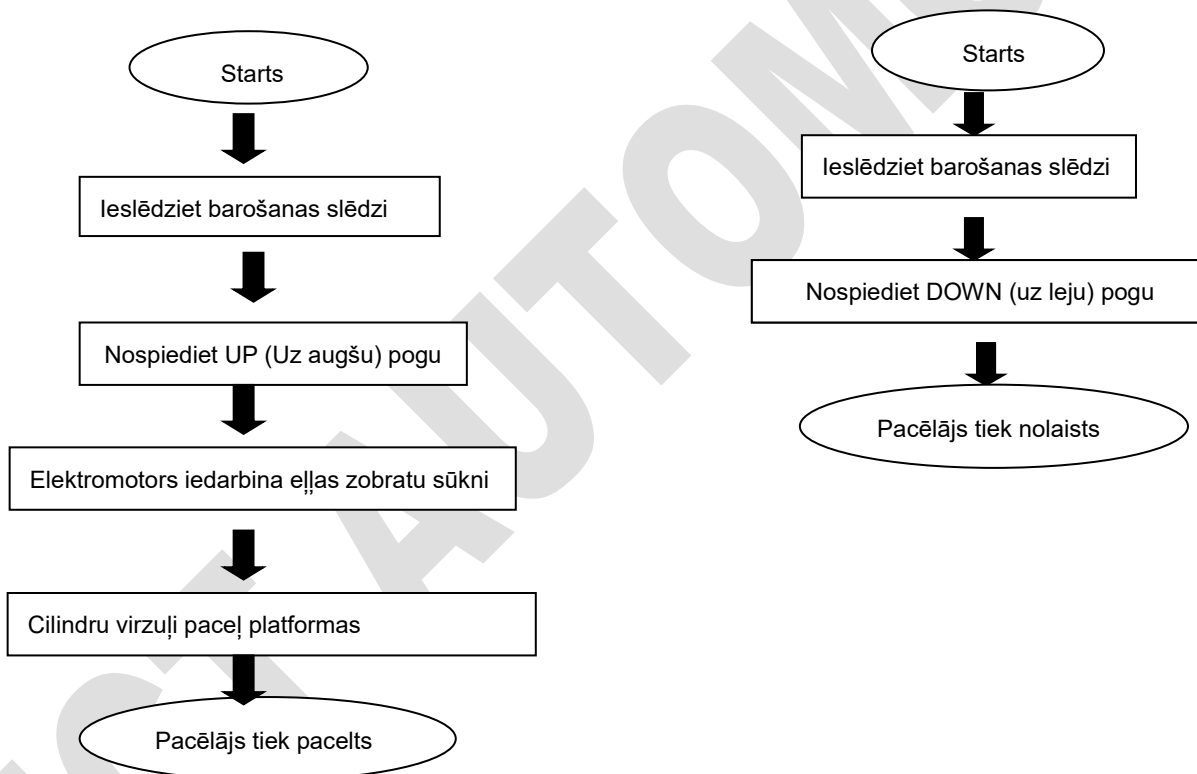 Starts
Ieslēdziet barošanas slēdzi
Nospiediet UP (Uz augšu) pogu
Elektromotors iedarbina eļļas zobratu sūkni
Cilindru virzuļi paceļ platformas
Pacēlājs tiek pacelts
Starts
Ieslēdziet barošanas slēdzi
Nospiediet DOWN (uz leju) pogu
Pacēlājs tiek nolaists